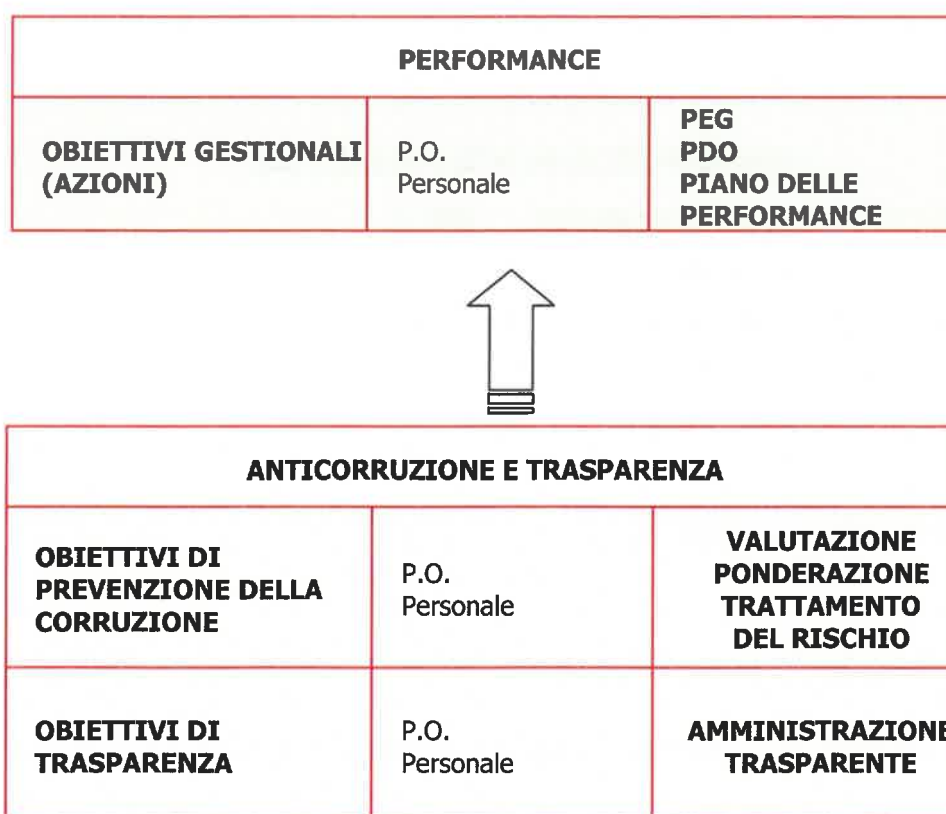 PERFORMANCE
OBIETTIVI GESTIONALI
(AZIONI)
P.O.
Personale
PEG
PDO
PIANO DELLE
PERFORMANCE
ANTICORRUZIONE E TRASPARENZA
OBIETTIVI DI
PREVENZIONE DELLA
CORRUZIONE
P.O.
Personale
VALUTAZIONE
PONDERAZIONE
TRATTAMENTO
DEL RISCHIO
OBIETTIVI DI
TRASPARENZA
P.O.
Personale
AMMINISTRAZIONE
TRASPARENTE